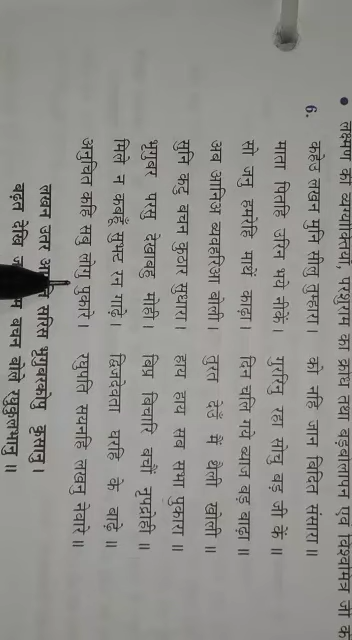 लक्ष्मण की व्यंग्योक्तियाँ, परशुराम का क्रोध तथा बड़बोलापन एवं विश्वामित्र जी के
6. कहेउ लखन मुनि सीलु तुम्हारा। को नहि जान बिदित संसारा॥
माता पितहि उरिन भये नीकें। गुररिनु रहा सोचु बड़ जी कें॥
सो जनु हमरेहि माथें काढ़ा। दिन चलि गये ब्याज बड़ बाढ़ा॥
अब आनिअ ब्यवहरिआ बोली। तुरत देउँ मैं थैली खोली॥
सुनि कटु बचन कुठार सुधारा। हाय हाय सब सभा पुकारा॥
भृगुबर परसु देखाबहु मोही। बिप्र बिचारि बचौं नृपद्रोही॥
मिले न कबहूँ सुभट रन गाढ़े। द्विजदेवता घरहि के बाढ़े॥
अनुचित कहि सबु लोगु पुकारे। रघुपति सयनहि लखनु नेवारे॥
लखन उतर सरिस भृगुबरकोपु कृसानु।
बढ़त देखि बचन बोले रघुकुलभानु॥